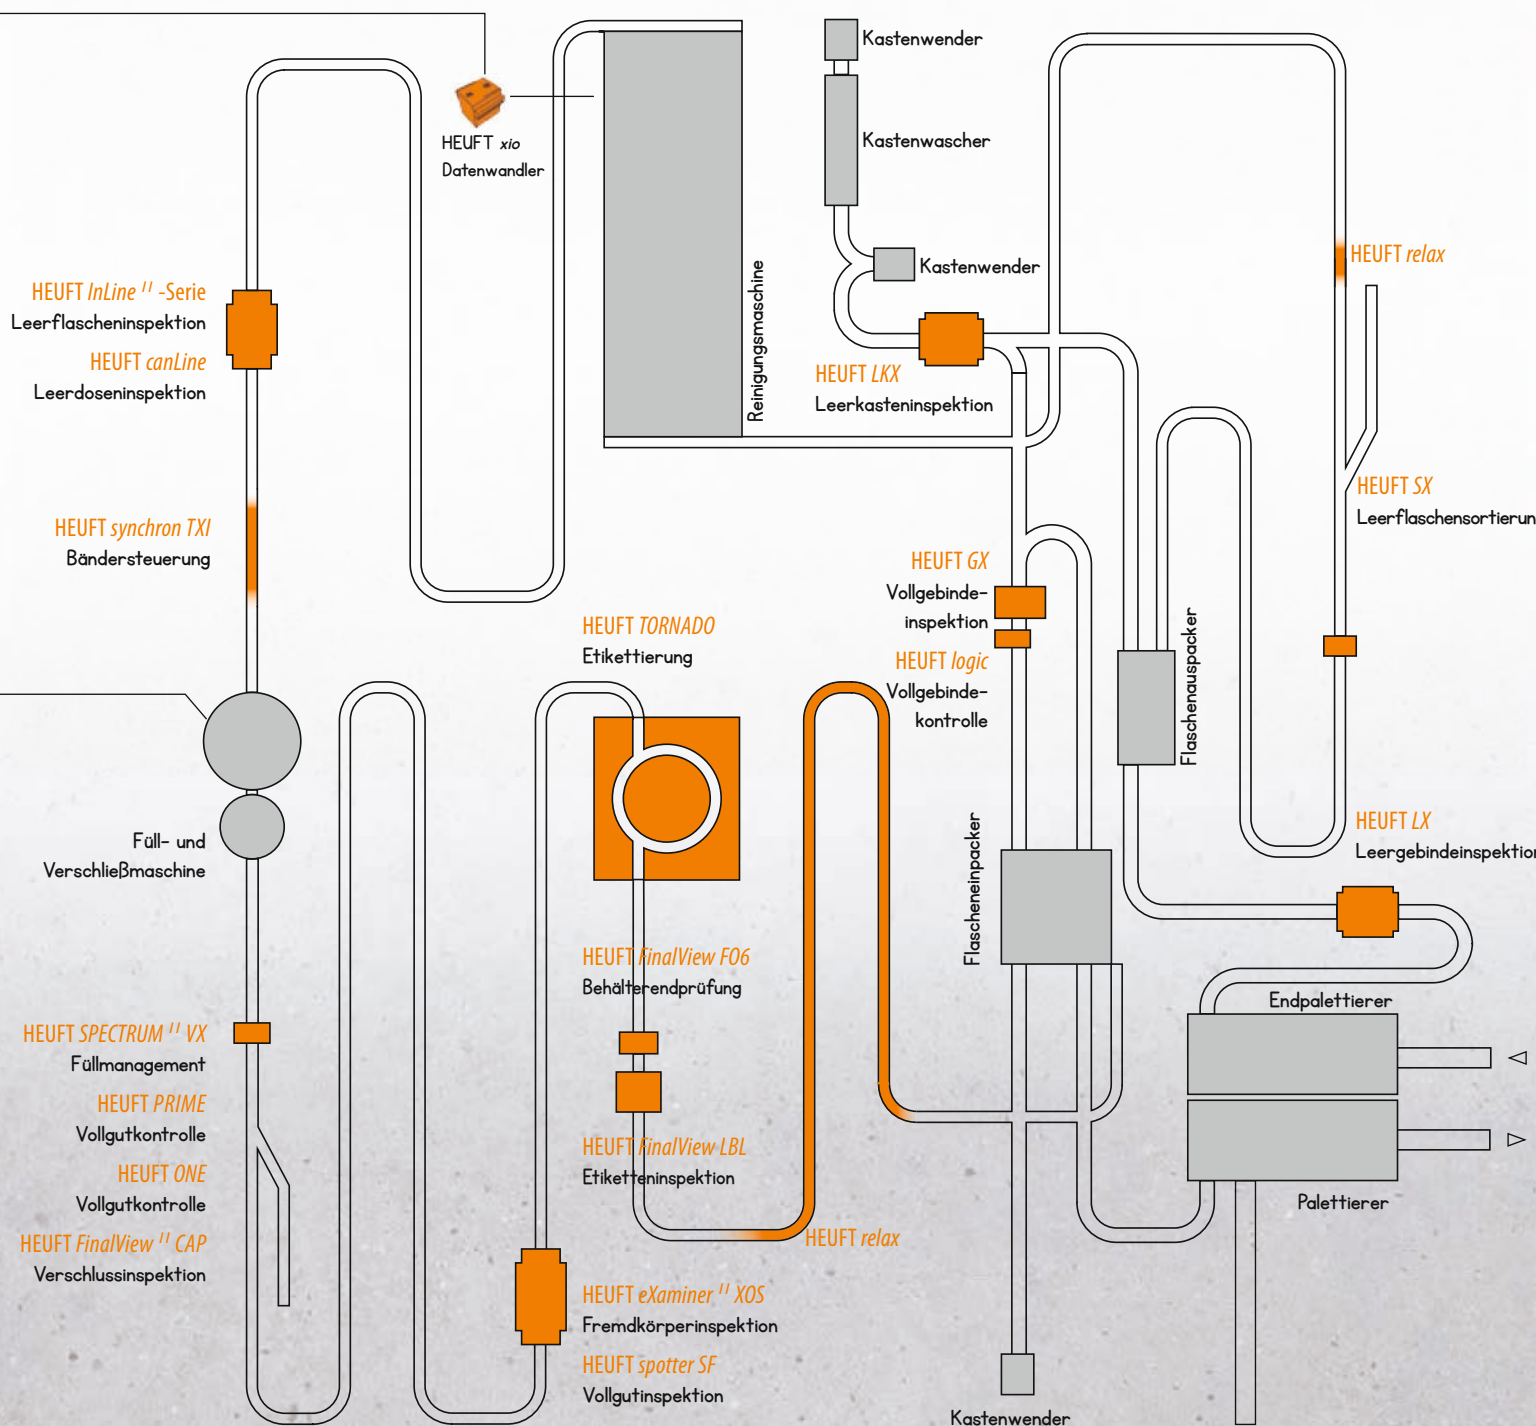 Kastenwender
HEUFT xio
Datenwandler
Kastenwascher
Kastenwender
HEUFT relax
HEUFT InLine II -Serie
Leerflascheninspektion
HEUFT canLine
Leerdoseninspektion
Reinigungsmaschine
HEUFT LKX
Leerkasteninspektion
HEUFT SX
Leerflaschensortierun
HEUFT synchron TXI
Bändersteuerung
HEUFT GX
Vollgebinde-
inspektion
HEUFT logic
Vollgebinde-
kontrolle
HEUFT TORNADO
Etikettierung
Flaschenauspacker
Füll- und
Verschließmaschine
Flascheneinpacker
HEUFT LX
Leergebindeinspektion
HEUFT FinalView FO6
Behälterendprüfung
Endpalettierer
HEUFT SPECTRUM II VX
Füllmanagement
HEUFT PRIME
Vollgutkontrolle
HEUFT ONE
Vollgutkontrolle
HEUFT FinalView II CAP
Verschlussinspektion
HEUFT FinalView LBL
Etiketteninspektion
Palettierer
HEUFT relax
HEUFT eXaminer II XOS
Fremdkörperinspektion
HEUFT spotter SF
Vollgutinspektion
Kastenwender